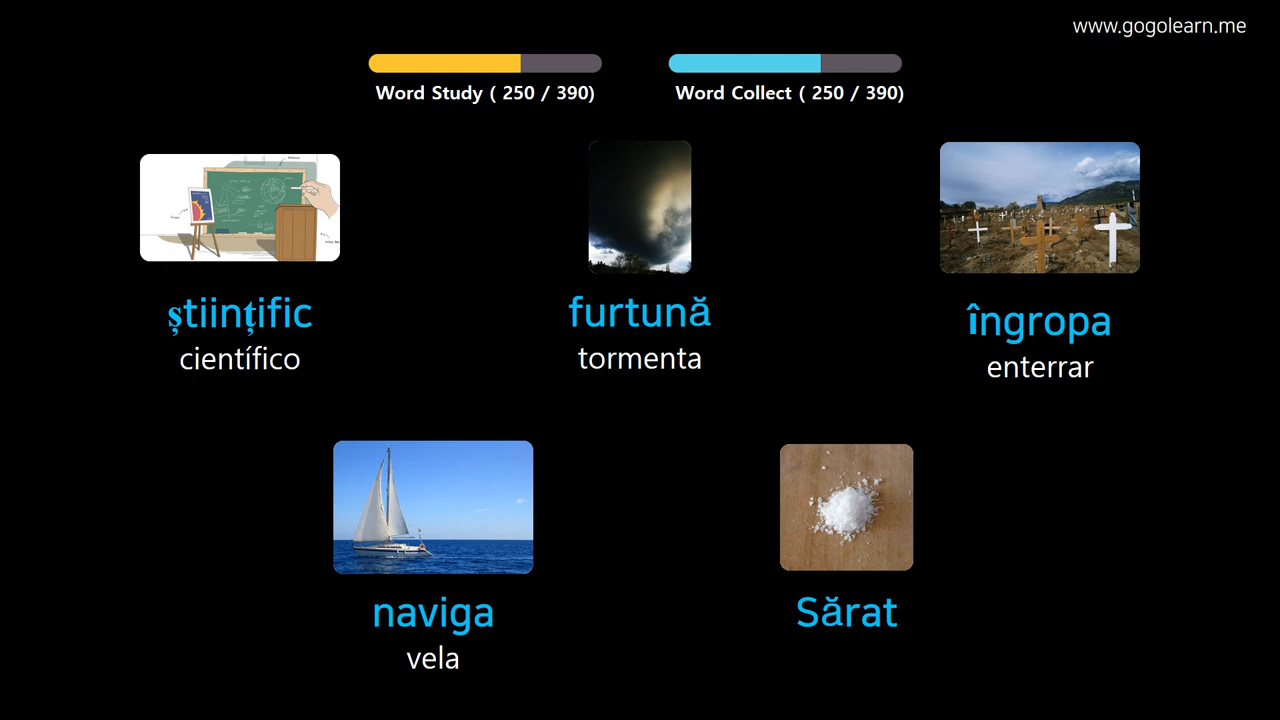 www.gogolearn.me
Word Study ( 250 / 390)
Word Collect ( 250 / 390)
științific
científico
furtună
tormenta
îngropa
enterrar
naviga
vela
Sărat